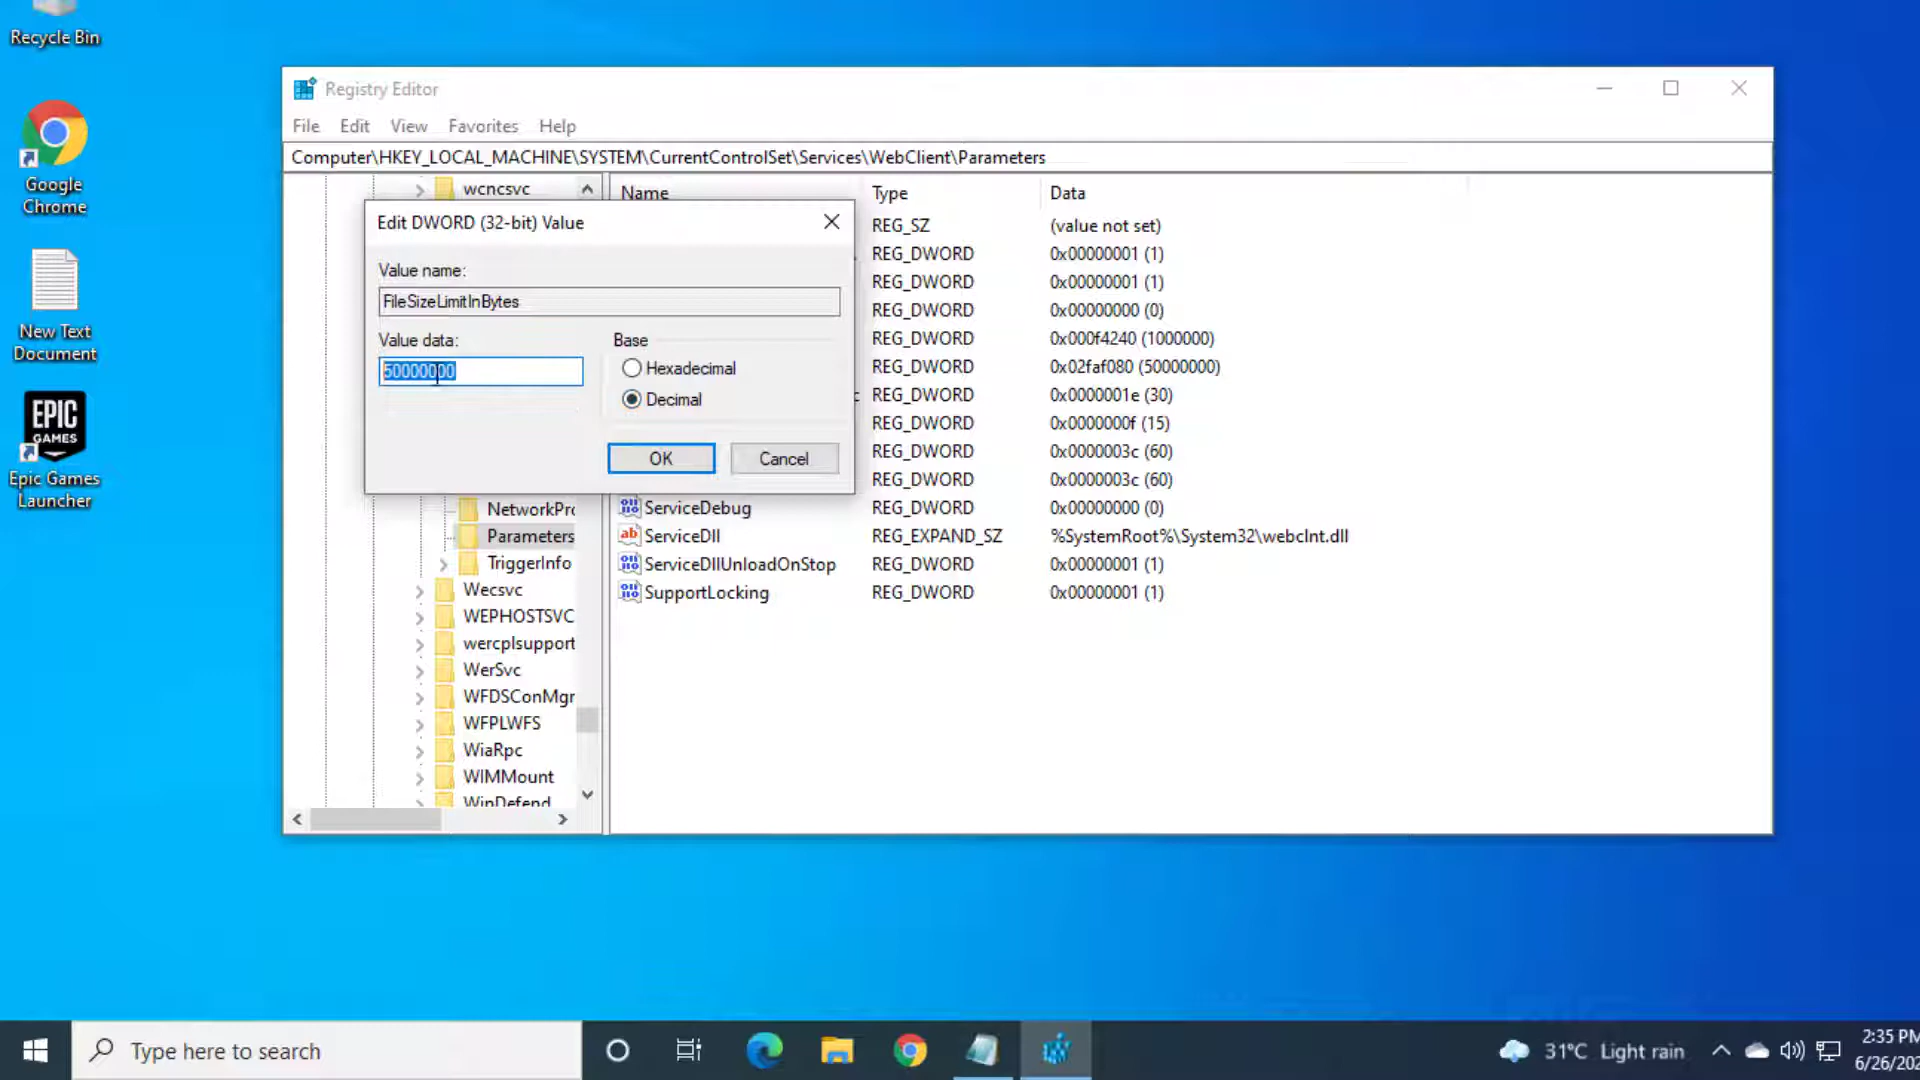 Recycle Bin
Google
Chrome
New Text
Document
EPIC
GAMES
Epic Games
Launcher
Registry Editor
File Edit View Favorites Help
Computer\HKEY_LOCAL_MACHINE\SYSTEM\CurrentControlSet\Services\WebClient\Parameters
wcncsvc
NetworkPro
Parameters
TriggerInfo
Wecsvc
WEPHOSTSVC
wercplsupport
WerSvc
WFDSConMgr
WFPLWFS
WiaRpc
WIMMount
WinDefend
Edit DWORD (32-bit) Value
Value name:
FileSizeLimitInBytes
Value data:
50000000
Base
Hexadecimal
Decimal
OK Cancel
Name Type Data
REG_SZ (value not set)
REG_DWORD 0x00000001 (1)
REG_DWORD 0x00000001 (1)
REG_DWORD 0x00000000 (0)
REG_DWORD 0x000f4240 (1000000)
REG_DWORD 0x02faf080 (50000000)
REG_DWORD 0x0000001e (30)
REG_DWORD 0x0000000f (15)
REG_DWORD 0x0000003c (60)
REG_DWORD 0x0000003c (60)
ServiceDebug REG_DWORD 0x00000000 (0)
ServiceDll REG_EXPAND_SZ %SystemRoot%\System32\webclnt.dll
ServiceDllUnloadOnStop REG_DWORD 0x00000001 (1)
SupportLocking REG_DWORD 0x00000001 (1)
Type here to search
31°C Light rain
2:35 PM
6/26/202